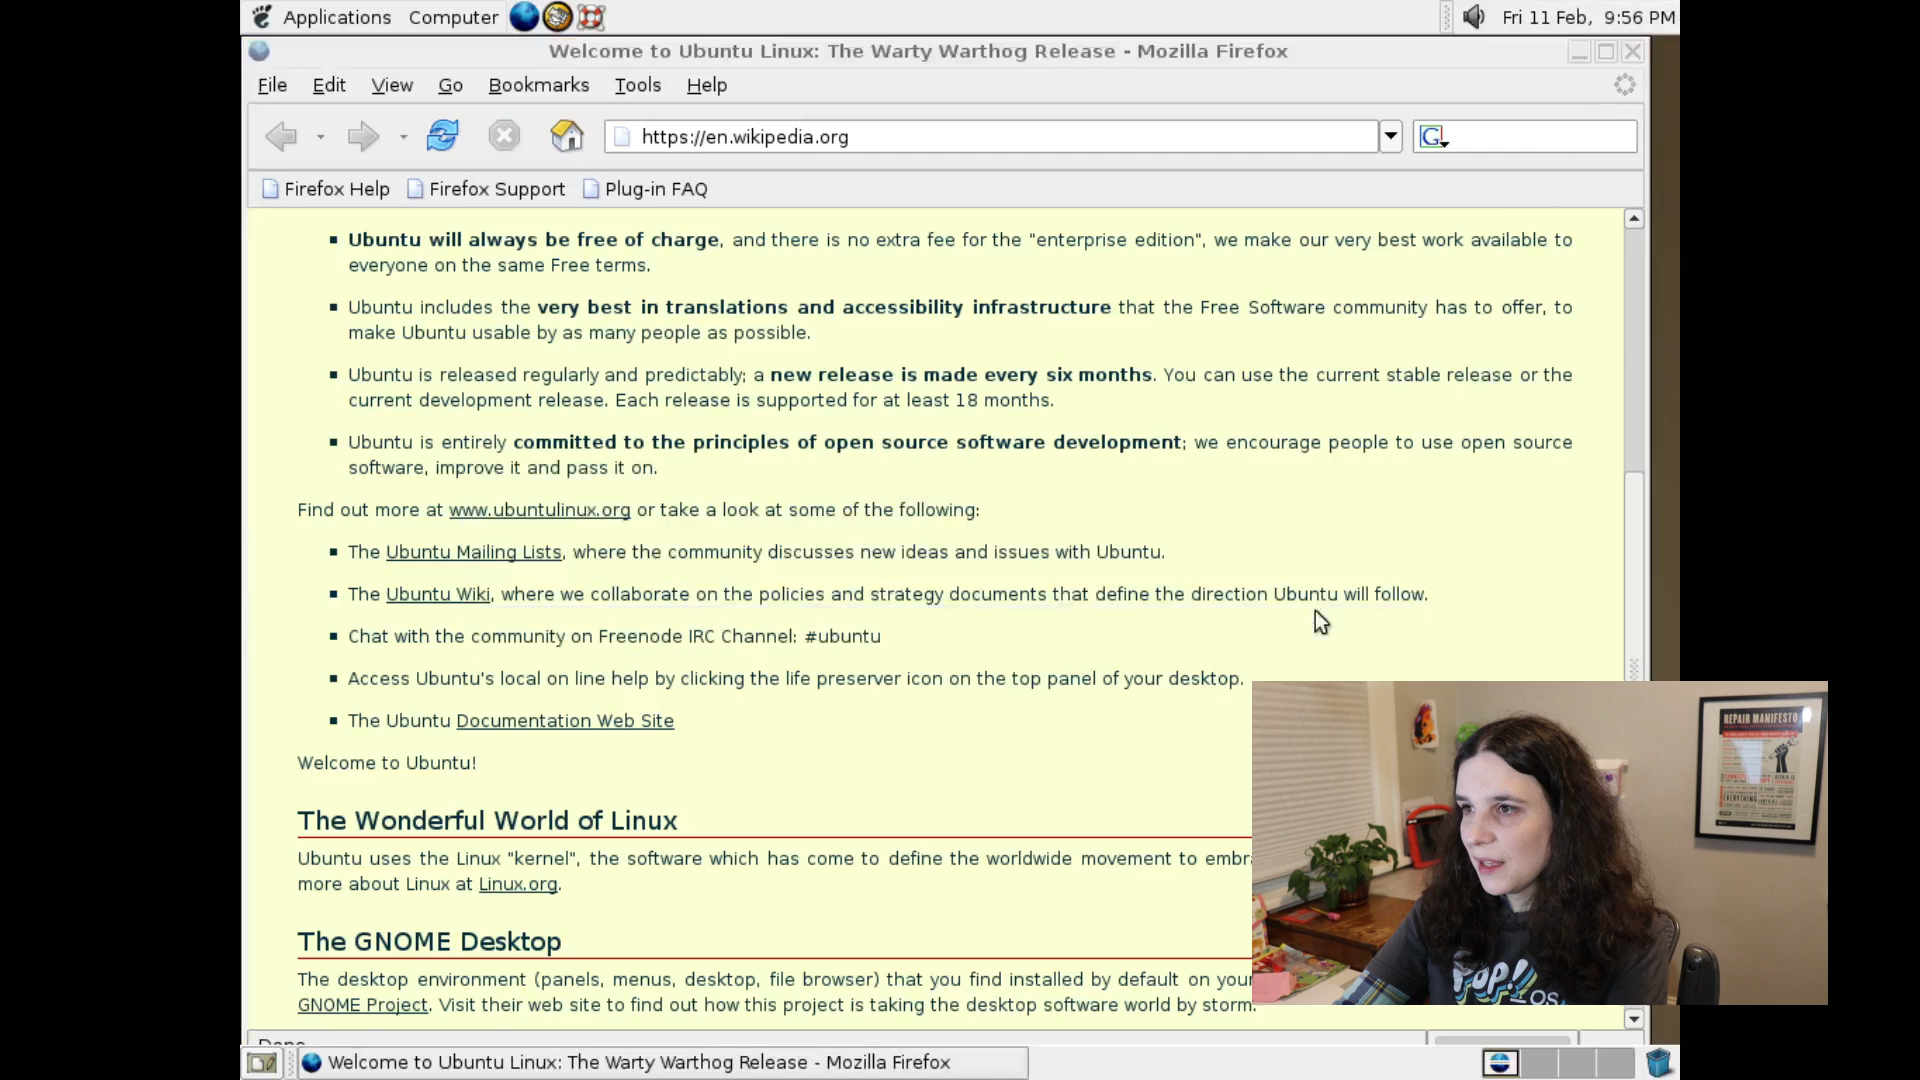 Applications Computer Fri 11 Feb, 9:56 PM
Welcome to Ubuntu Linux: The Warty Warthog Release - Mozilla Firefox
File Edit View Go Bookmarks Tools Help
https://en.wikipedia.org G
Firefox Help Firefox Support Plug-in FAQ
Ubuntu will always be free of charge, and there is no extra fee for the "enterprise edition", we make our very best work available to
everyone on the same Free terms.
Ubuntu includes the very best in translations and accessibility infrastructure that the Free Software community has to offer, to
make Ubuntu usable by as many people as possible.
Ubuntu is released regularly and predictably; a new release is made every six months. You can use the current stable release or the
current development release. Each release is supported for at least 18 months.
Ubuntu is entirely committed to the principles of open source software development; we encourage people to use open source
software, improve it and pass it on.
Find out more at www.ubuntulinux.org or take a look at some of the following:
The Ubuntu Mailing Lists, where the community discusses new ideas and issues with Ubuntu.
The Ubuntu Wiki, where we collaborate on the policies and strategy documents that define the direction Ubuntu will follow.
Chat with the community on Freenode IRC Channel: #ubuntu
Access Ubuntu's local on line help by clicking the life preserver icon on the top panel of your desktop.
The Ubuntu Documentation Web Site
Welcome to Ubuntu!
The Wonderful World of Linux
Ubuntu uses the Linux "kernel", the software which has come to define the worldwide movement to embr
more about Linux at Linux.org.
The GNOME Desktop
The desktop environment (panels, menus, desktop, file browser) that you find installed by default on your
GNOME Project. Visit their web site to find out how this project is taking the desktop software world by storm.
Done
Welcome to Ubuntu Linux: The Warty Warthog Release - Mozilla Firefox
REPAIR MANIFESTO
EVERYTHING
POP!_OS